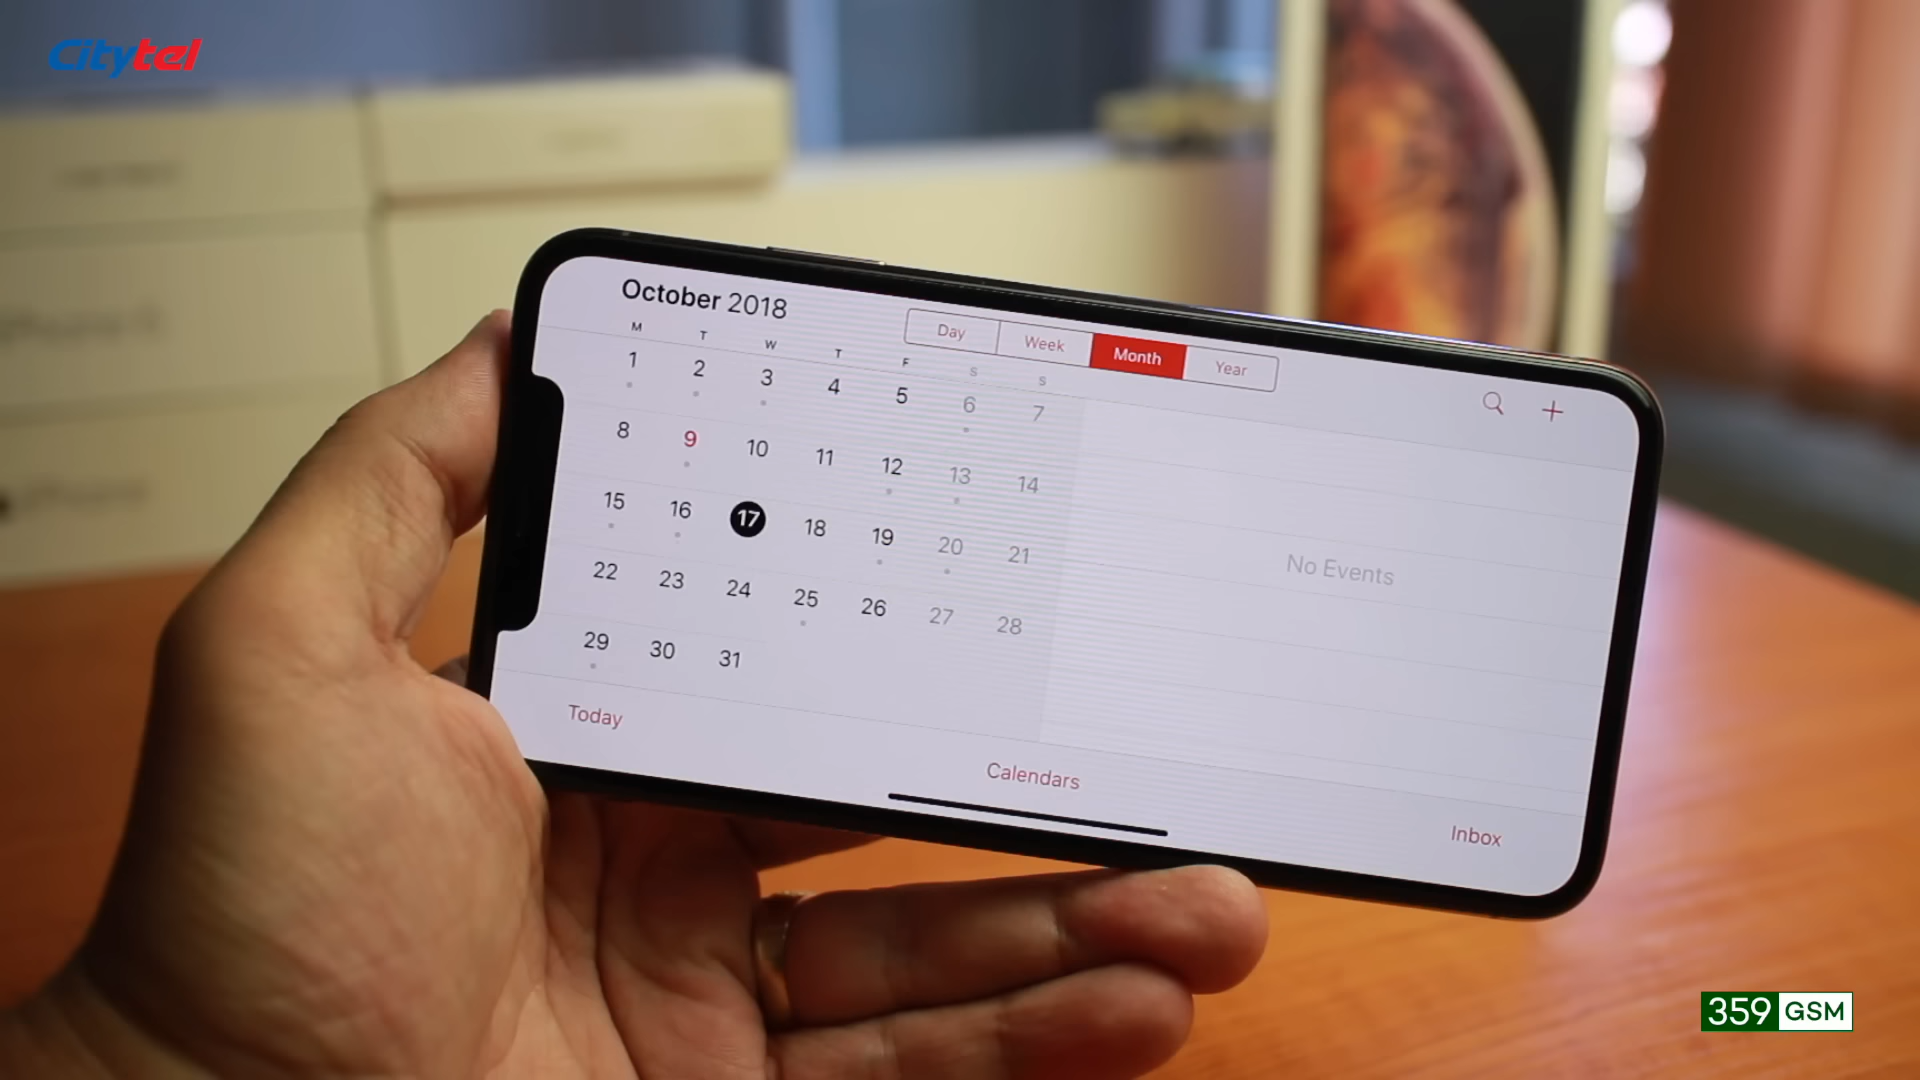 Citytel
October 2018
Day Week Month Year
M T W T F S S
1 2 3 4 5 6 7
8 9 10 11 12 13 14
15 16 17 18 19 20 21
22 23 24 25 26 27 28
29 30 31
No Events
Today
Calendars
Inbox
359 GSM